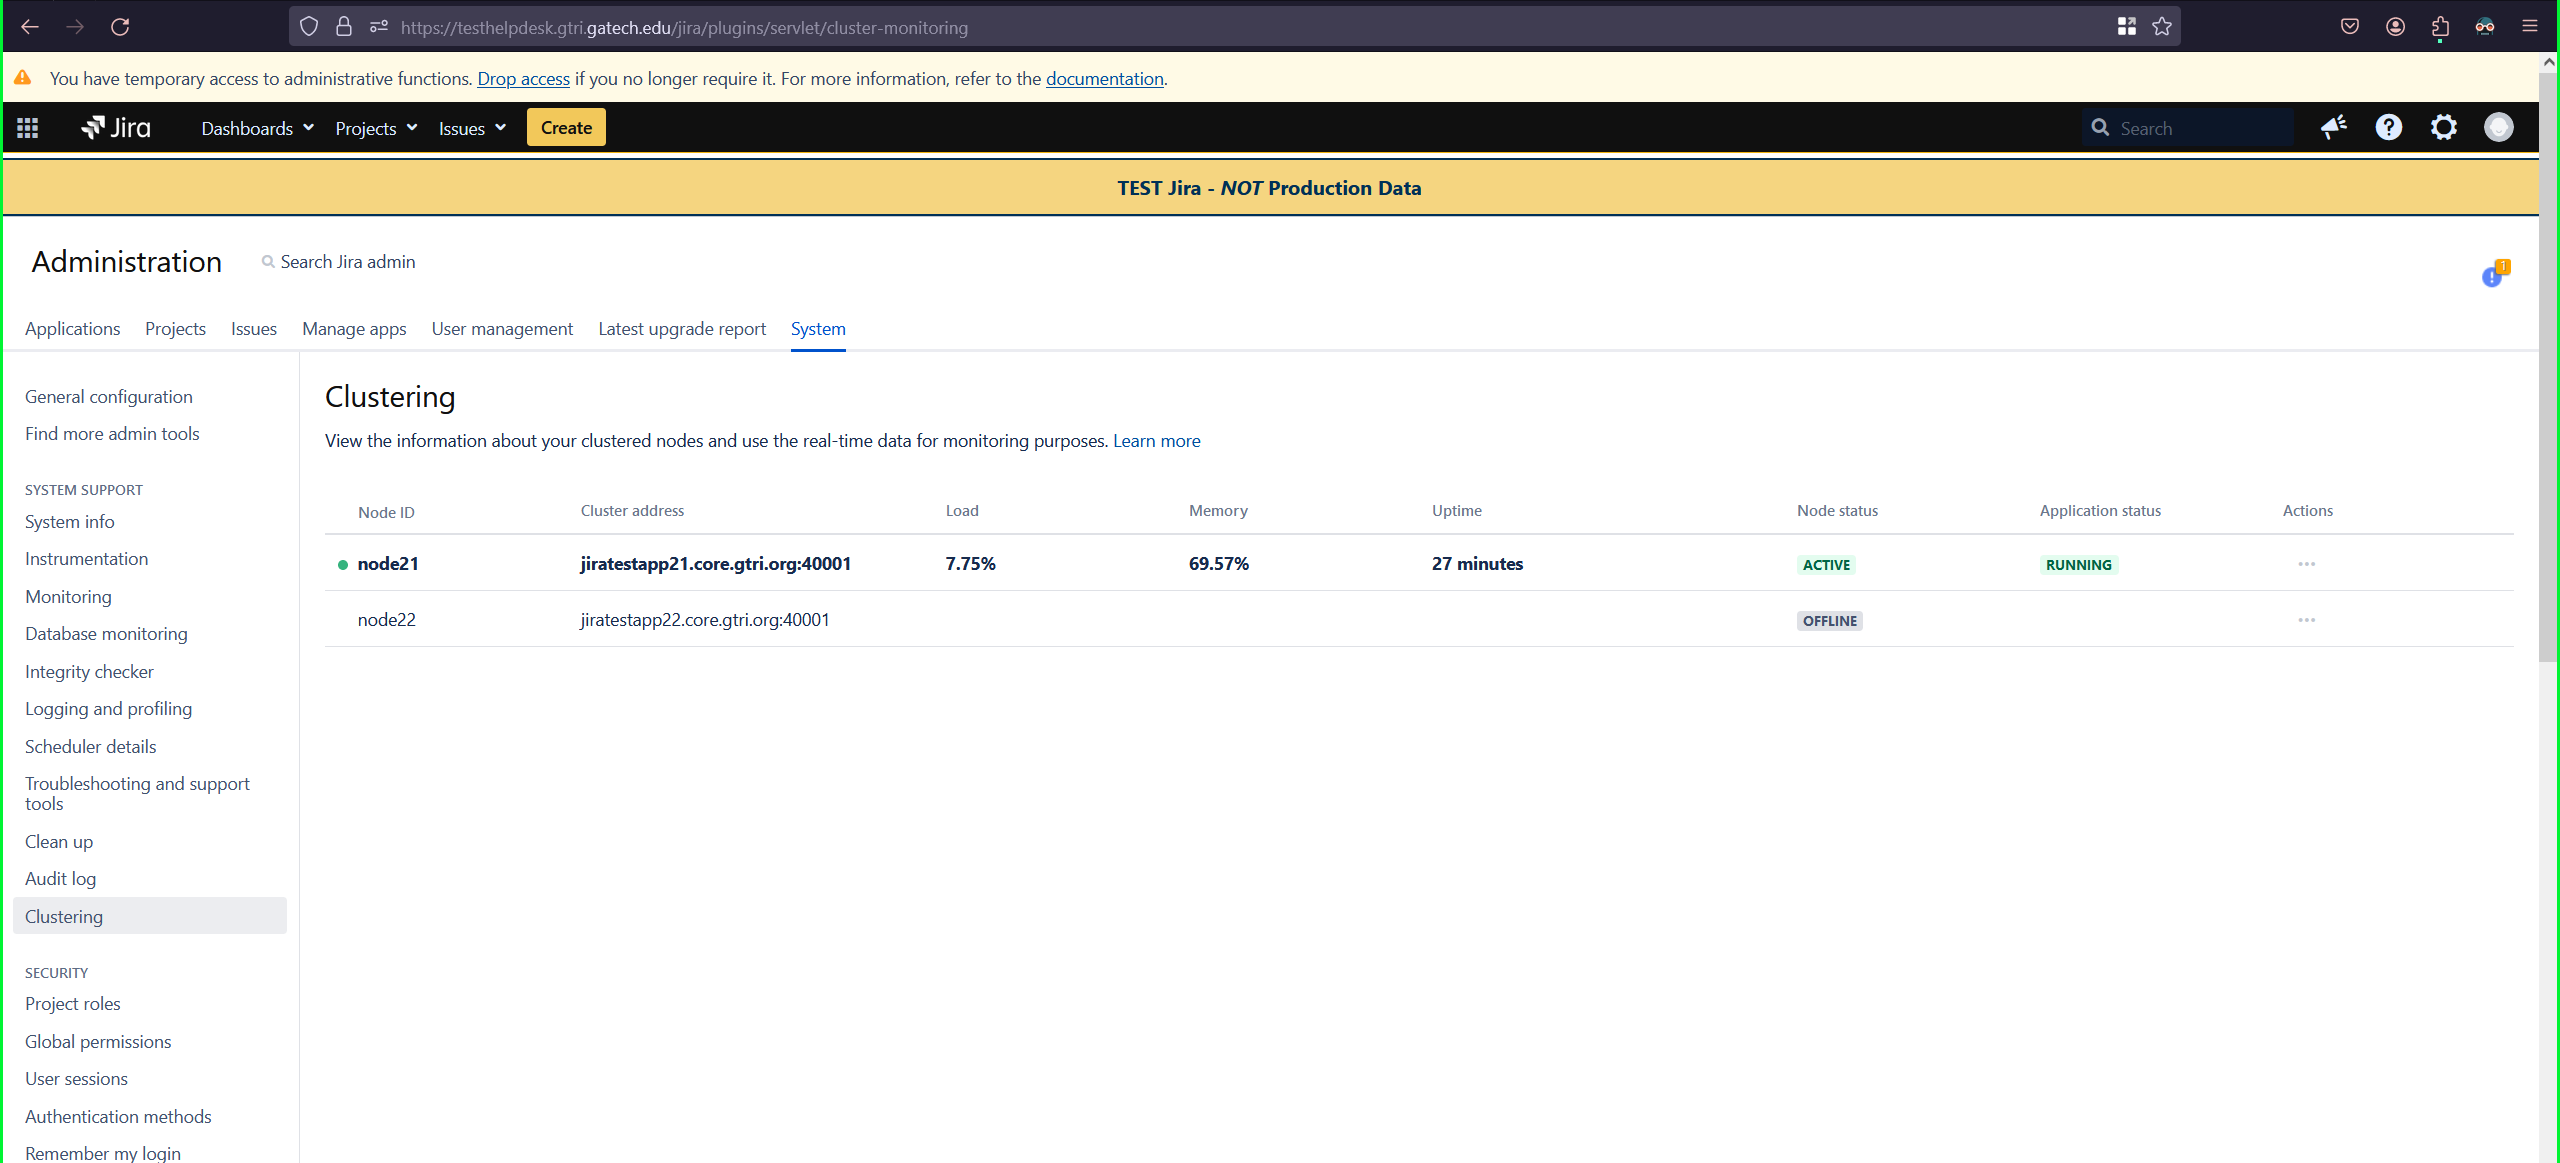 https://testhelpdesk.gtri.gatech.edu/jira/plugins/servlet/cluster-monitoring
You have temporary access to administrative functions. Drop access if you no longer require it. For more information, refer to the documentation.
Jira Dashboards Projects Issues Create Search
TEST Jira - NOT Production Data
Administration Search Jira admin
1
Applications Projects Issues Manage apps User management Latest upgrade report System
General configuration
Find more admin tools
SYSTEM SUPPORT
System info
Instrumentation
Monitoring
Database monitoring
Integrity checker
Logging and profiling
Scheduler details
Troubleshooting and support
tools
Clean up
Audit log
Clustering
SECURITY
Project roles
Global permissions
User sessions
Authentication methods
Remember my login
Clustering
View the information about your clustered nodes and use the real-time data for monitoring purposes. Learn more
Node ID Cluster address Load Memory Uptime Node status Application status Actions
node21 jiratestapp21.core.gtri.org:40001 7.75% 69.57% 27 minutes ACTIVE RUNNING
node22 jiratestapp22.core.gtri.org:40001 OFFLINE